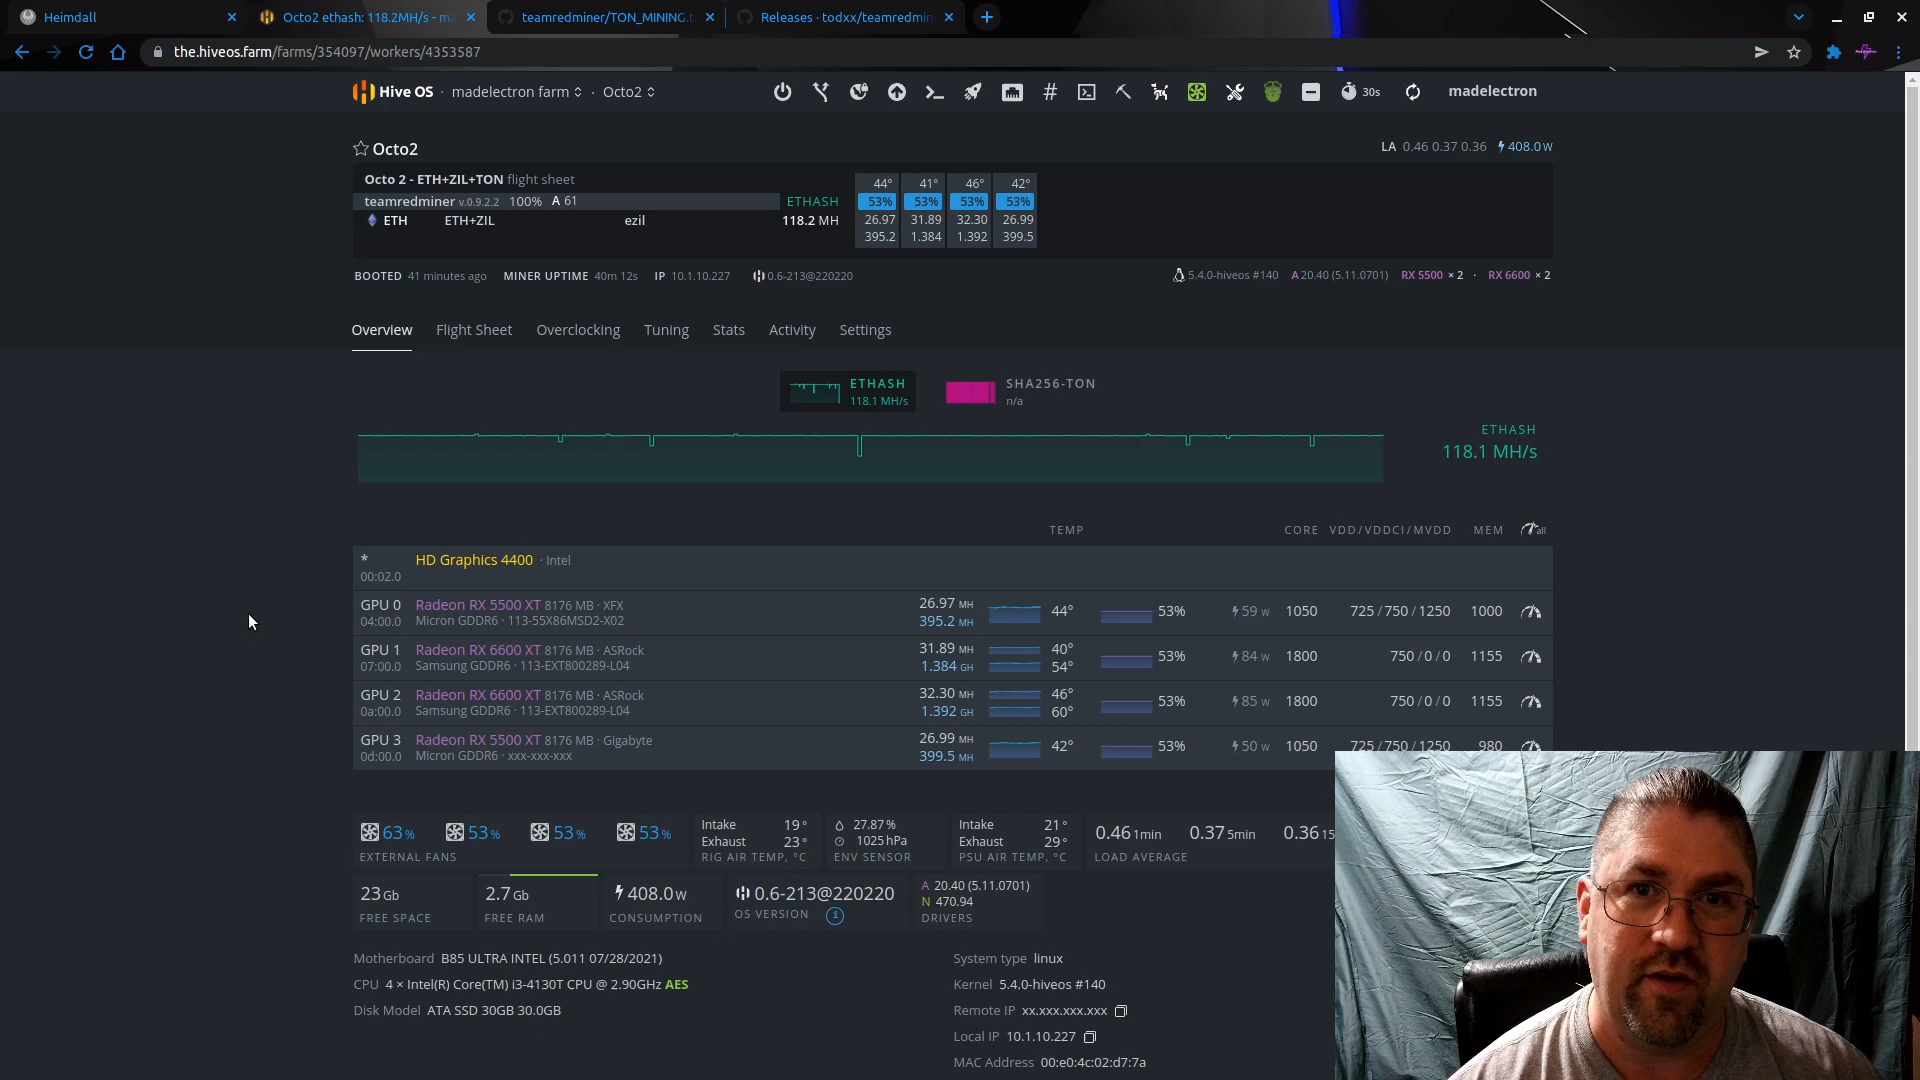 Heimdall
Octo2 ethash: 118.2MH/s - ma
teamredminer/TON_MINING.t
Releases · todxx/teamredmin
the.hiveos.farm/farms/354097/workers/4353587
Hive OS · madelectron farm · Octo2
30s
madelectron
Octo2
LA 0.46 0.37 0.36 408.0 W
Octo 2 - ETH+ZIL+TON flight sheet
teamredminer v.0.9.2.2 100% A 61 ETHASH
ETH ETH+ZIL ezil 118.2 MH
44° 41° 46° 42°
53% 53% 53% 53%
26.97 31.89 32.30 26.99
395.2 1.384 1.392 399.5
BOOTED 41 minutes ago MINER UPTIME 40m 12s IP 10.1.10.227 0.6-213@220220
5.4.0-hiveos #140 A 20.40 (5.11.0701) RX 5500 × 2 · RX 6600 × 2
Overview Flight Sheet Overclocking Tuning Stats Activity Settings
ETHASH
118.1 MH/s
SHA256-TON
n/a
ETHASH
118.1 MH/s
TEMP CORE VDD/VDDCI/MVDD MEM all
* HD Graphics 4400 · Intel
00:02.0
GPU 0 Radeon RX 5500 XT 8176 MB · XFX 26.97 MH 44° 53% 59 W 1050 725/750/1250 1000
04:00.0 Micron GDDR6 · 113-55X86MSD2-X02 395.2 MH
GPU 1 Radeon RX 6600 XT 8176 MB · ASRock 31.89 MH 40° 53% 84 W 1800 750/0/0 1155
07:00.0 Samsung GDDR6 · 113-EXT800289-L04 1.384 GH 54°
GPU 2 Radeon RX 6600 XT 8176 MB · ASRock 32.30 MH 46° 53% 85 W 1800 750/0/0 1155
0a:00.0 Samsung GDDR6 · 113-EXT800289-L04 1.392 GH 60°
GPU 3 Radeon RX 5500 XT 8176 MB · Gigabyte 26.99 MH 42° 53% 50 W 1050 725/750/1250 980
0d:00.0 Micron GDDR6 · xxx-xxx-xxx 399.5 MH
63 % 53 % 53 % 53 %
EXTERNAL FANS
Intake 19°
Exhaust 23°
RIG AIR TEMP, °C
27.87 %
1025 hPa
ENV SENSOR
Intake 21°
Exhaust 29°
PSU AIR TEMP, °C
0.46 1min 0.37 5min 0.36 15
LOAD AVERAGE
23 Gb
FREE SPACE
2.7 Gb
FREE RAM
408.0 W
CONSUMPTION
0.6-213@220220
OS VERSION
A 20.40 (5.11.0701)
N 470.94
DRIVERS
Motherboard B85 ULTRA INTEL (5.011 07/28/2021)
CPU 4 × Intel(R) Core(TM) i3-4130T CPU @ 2.90GHz AES
Disk Model ATA SSD 30GB 30.0GB
System type linux
Kernel 5.4.0-hiveos #140
Remote IP xx.xxx.xxx.xxx
Local IP 10.1.10.227
MAC Address 00:e0:4c:02:d7:7a